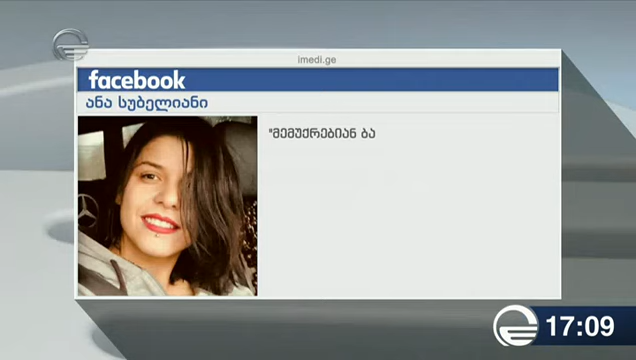 imedi.ge
facebook
ანა სუბელიანი
"მემუქრებიან ბა
17:09